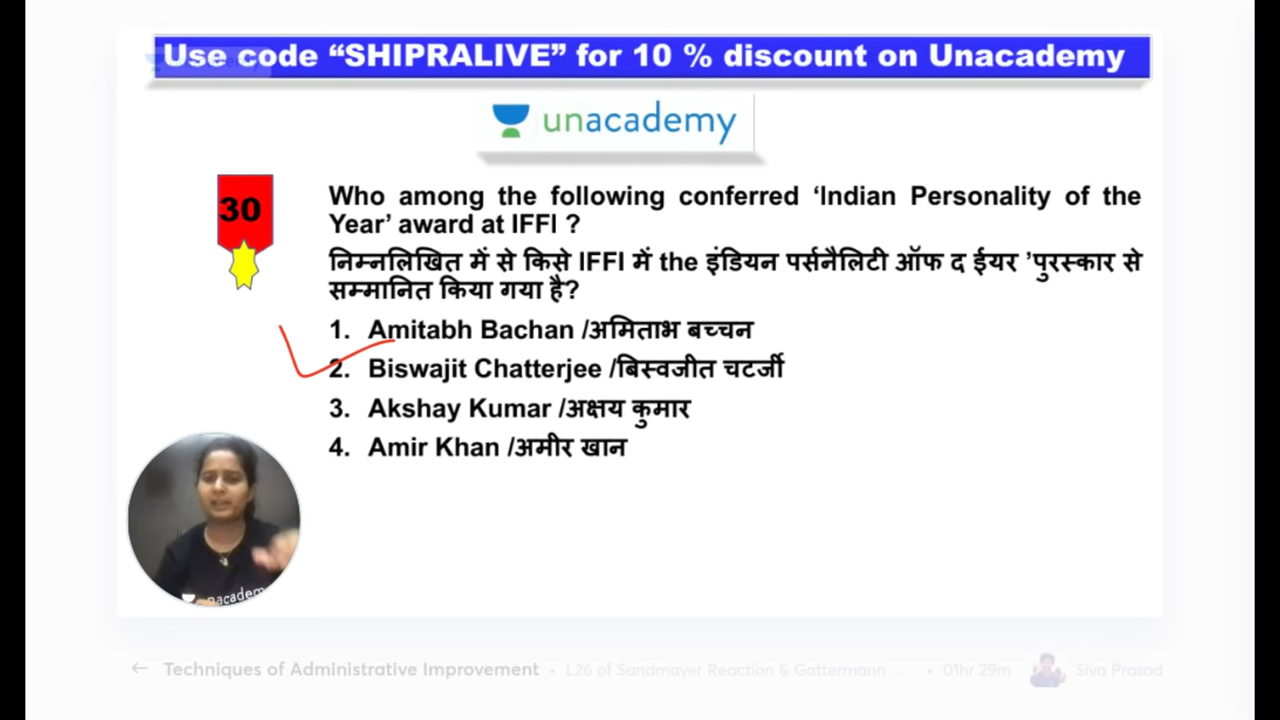 Use code “SHIPRALIVE” for 10 % discount on Unacademy
unacademy
30
Who among the following conferred ‘Indian Personality of the
Year’ award at IFFI ?
निम्नलिखित में से किसे IFFI में the इंडियन पर्सनैलिटी ऑफ द ईयर ’पुरस्कार से
सम्मानित किया गया है?
1. Amitabh Bachan /अमिताभ बच्चन
2. Biswajit Chatterjee /बिस्वजीत चटर्जी
3. Akshay Kumar /अक्षय कुमार
4. Amir Khan /अमीर खान
unacademy
Techniques of Administrative Improvement • L26 of Sandmayer Reaction & Gattermann ... • 01hr 29m Siva Prasad